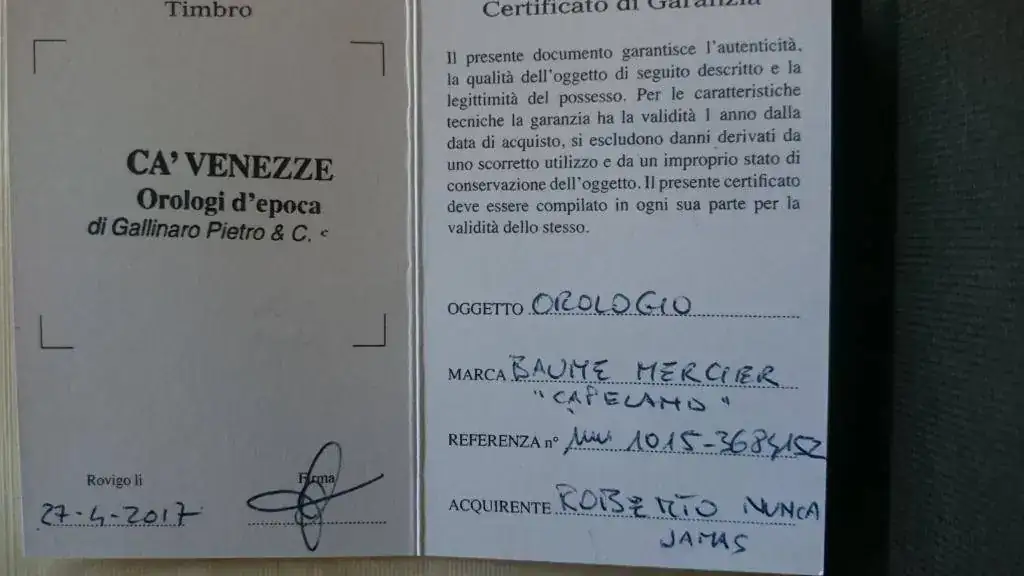 Timbro
CA' VENEZZE
Orologi d'epoca
di Gallinaro Pietro & C.
Rovigo li
Firma
27-4-2017
Certificato di Garanzia
Il presente documento garantisce l'autenticità,
la qualità dell'oggetto di seguito descritto e la
legittimità del possesso. Per le caratteristiche
tecniche la garanzia ha la validità 1 anno dalla
data di acquisto, si escludono danni derivati da
uno scorretto utilizzo e da un improprio stato di
conservazione dell'oggetto. Il presente certificato
deve essere compilato in ogni sua parte per la
validità dello stesso.
OGGETTO OROLOGIO
MARCA BAUME MERCIER
"CAPELAND"
REFERENZA n° 1015-
ACQUIRENTE ROBERTO NUNCA
JAMAS